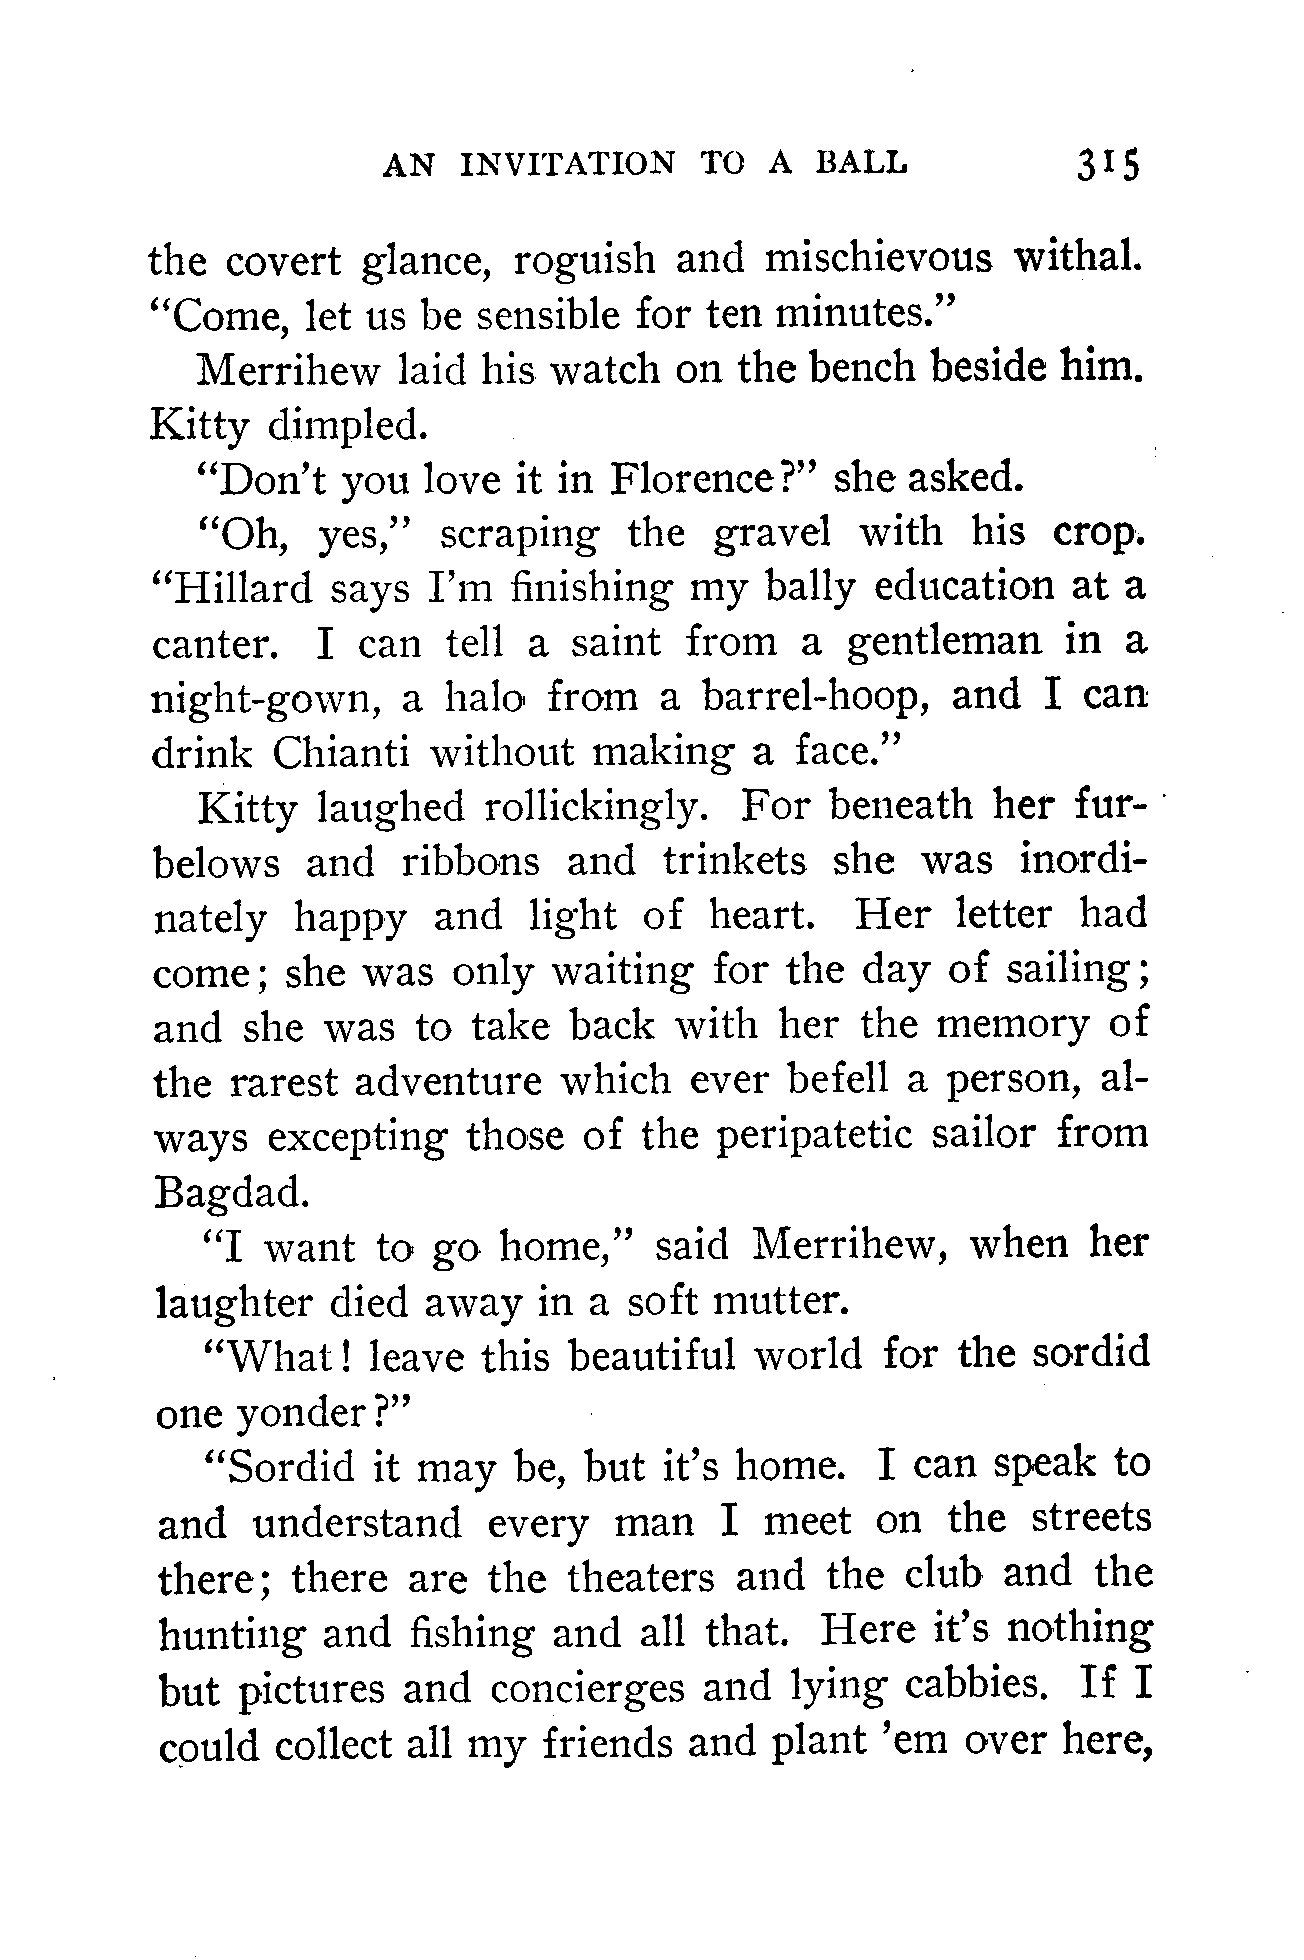 AN INVITATION TO A BALL 315
the covert glance, roguish and mischievous withal.
"Come, let us be sensible for ten minutes."
Merrihew laid his watch on the bench beside him.
Kitty dimpled.
"Don't you love it in Florence?" she asked.
"Oh, yes," scraping the gravel with his crop.
"Hillard says I'm finishing my bally education at a
canter. I can tell a saint from a gentleman in a
night-gown, a halo from a barrel-hoop, and I can
drink Chianti without making a face."
Kitty laughed rollickingly. For beneath her fur-
belows and ribbons and trinkets she was inordi-
nately happy and light of heart. Her letter had
come; she was only waiting for the day of sailing;
and she was to take back with her the memory of
the rarest adventure which ever befell a person, al-
ways excepting those of the peripatetic sailor from
Bagdad.
"I want to go home," said Merrihew, when her
laughter died away in a soft mutter.
"What! leave this beautiful world for the sordid
one yonder?"
"Sordid it may be, but it's home. I can speak to
and understand every man I meet on the streets
there; there are the theaters and the club and the
hunting and fishing and all that. Here it's nothing
but pictures and concierges and lying cabbies. If I
could collect all my friends and plant 'em over here,